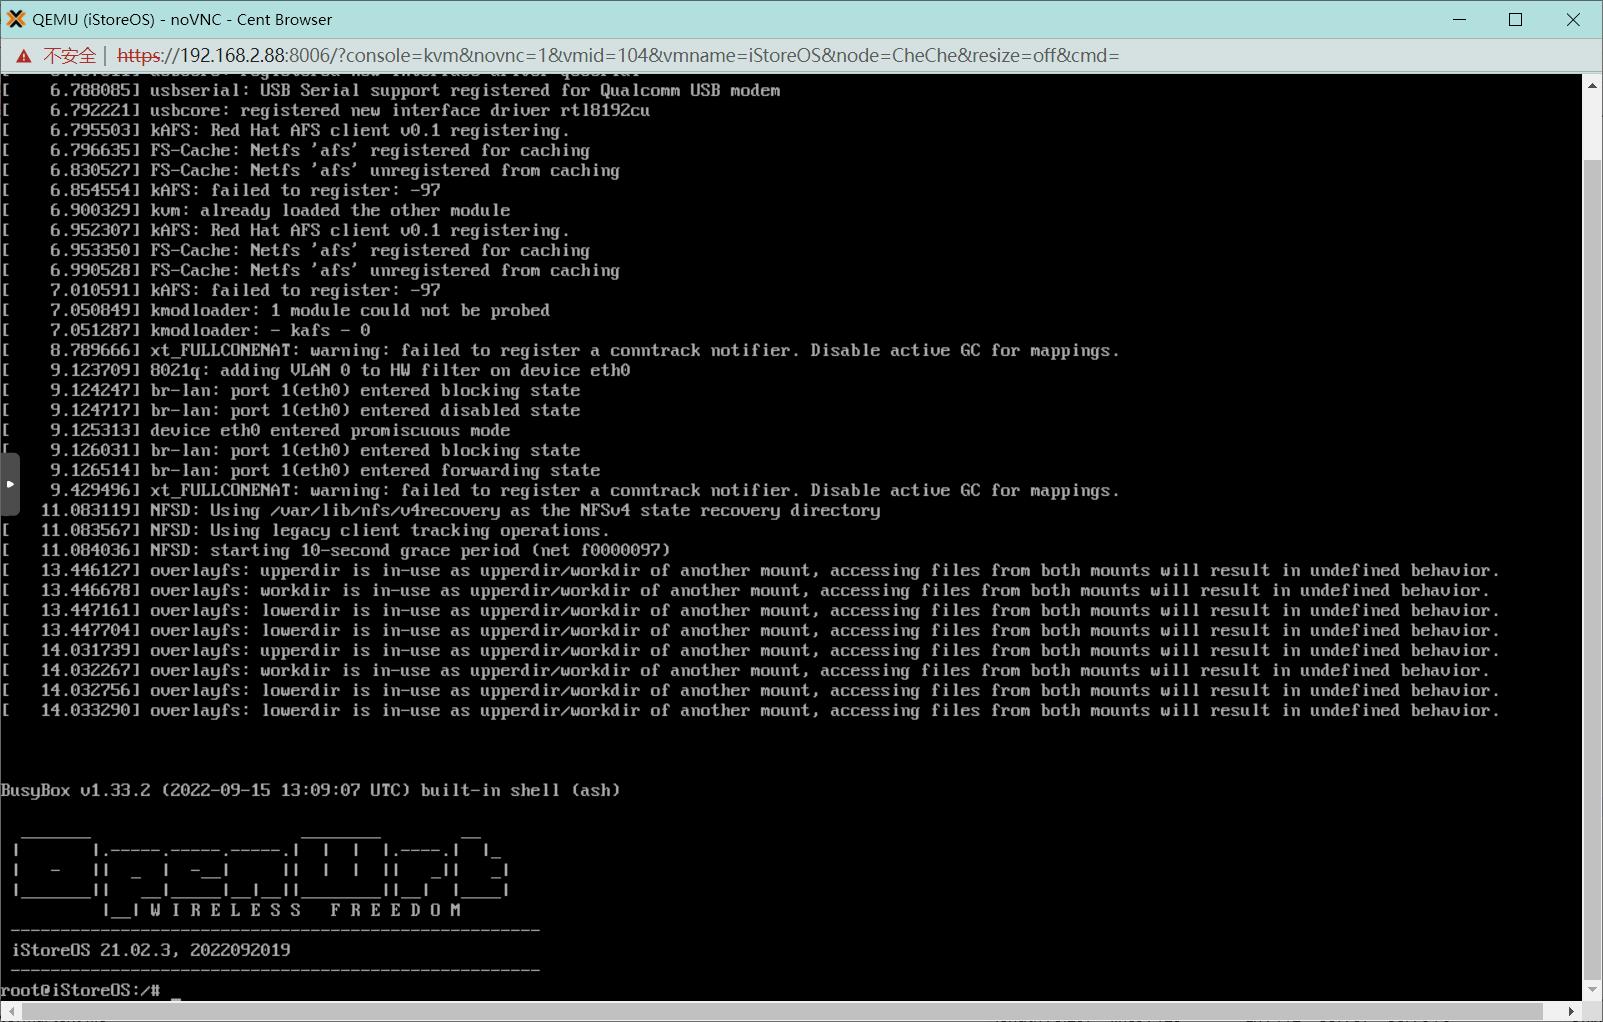 QEMU (iStoreOS) - noVNC - Cent Browser
不安全 | https://192.168.2.88:8006/?console=kvm&novnc=1&vmid=104&vmname=iStoreOS&node=CheChe&resize=off&cmd=
[    6.788085] usbserial: USB Serial support registered for Qualcomm USB modem
[    6.792221] usbcore: registered new interface driver rtl8192cu
[    6.795503] kAFS: Red Hat AFS client v0.1 registering.
[    6.796635] FS-Cache: Netfs 'afs' registered for caching
[    6.830527] FS-Cache: Netfs 'afs' unregistered from caching
[    6.854554] kAFS: failed to register: -97
[    6.900329] kvm: already loaded the other module
[    6.952307] kAFS: Red Hat AFS client v0.1 registering.
[    6.953350] FS-Cache: Netfs 'afs' registered for caching
[    6.990528] FS-Cache: Netfs 'afs' unregistered from caching
[    7.010591] kAFS: failed to register: -97
[    7.050849] kmodloader: 1 module could not be probed
[    7.051287] kmodloader: - kafs - 0
[    8.789666] xt_FULLCONENAT: warning: failed to register a conntrack notifier. Disable active GC for mappings.
[    9.123709] 8021q: adding VLAN 0 to HW filter on device eth0
[    9.124247] br-lan: port 1(eth0) entered blocking state
[    9.124717] br-lan: port 1(eth0) entered disabled state
[    9.125313] device eth0 entered promiscuous mode
[    9.126031] br-lan: port 1(eth0) entered blocking state
9.126514] br-lan: port 1(eth0) entered forwarding state
9.429496] xt_FULLCONENAT: warning: failed to register a conntrack notifier. Disable active GC for mappings.
11.083119] NFSD: Using /var/lib/nfs/v4recovery as the NFSv4 state recovery directory
[   11.083567] NFSD: Using legacy client tracking operations.
[   11.084036] NFSD: starting 10-second grace period (net f0000097)
[   13.446127] overlayfs: upperdir is in-use as upperdir/workdir of another mount, accessing files from both mounts will result in undefined behavior.
[   13.446678] overlayfs: workdir is in-use as upperdir/workdir of another mount, accessing files from both mounts will result in undefined behavior.
[   13.447161] overlayfs: lowerdir is in-use as upperdir/workdir of another mount, accessing files from both mounts will result in undefined behavior.
[   13.447704] overlayfs: lowerdir is in-use as upperdir/workdir of another mount, accessing files from both mounts will result in undefined behavior.
[   14.031739] overlayfs: upperdir is in-use as upperdir/workdir of another mount, accessing files from both mounts will result in undefined behavior.
[   14.032267] overlayfs: workdir is in-use as upperdir/workdir of another mount, accessing files from both mounts will result in undefined behavior.
[   14.032756] overlayfs: lowerdir is in-use as upperdir/workdir of another mount, accessing files from both mounts will result in undefined behavior.
[   14.033290] overlayfs: lowerdir is in-use as upperdir/workdir of another mount, accessing files from both mounts will result in undefined behavior.
BusyBox v1.33.2 (2022-09-15 13:09:07 UTC) built-in shell (ash)
OpenWrt
W I R E L E S S   F R E E D O M
iStoreOS 21.02.3, 2022092019
root@iStoreOS:/# _